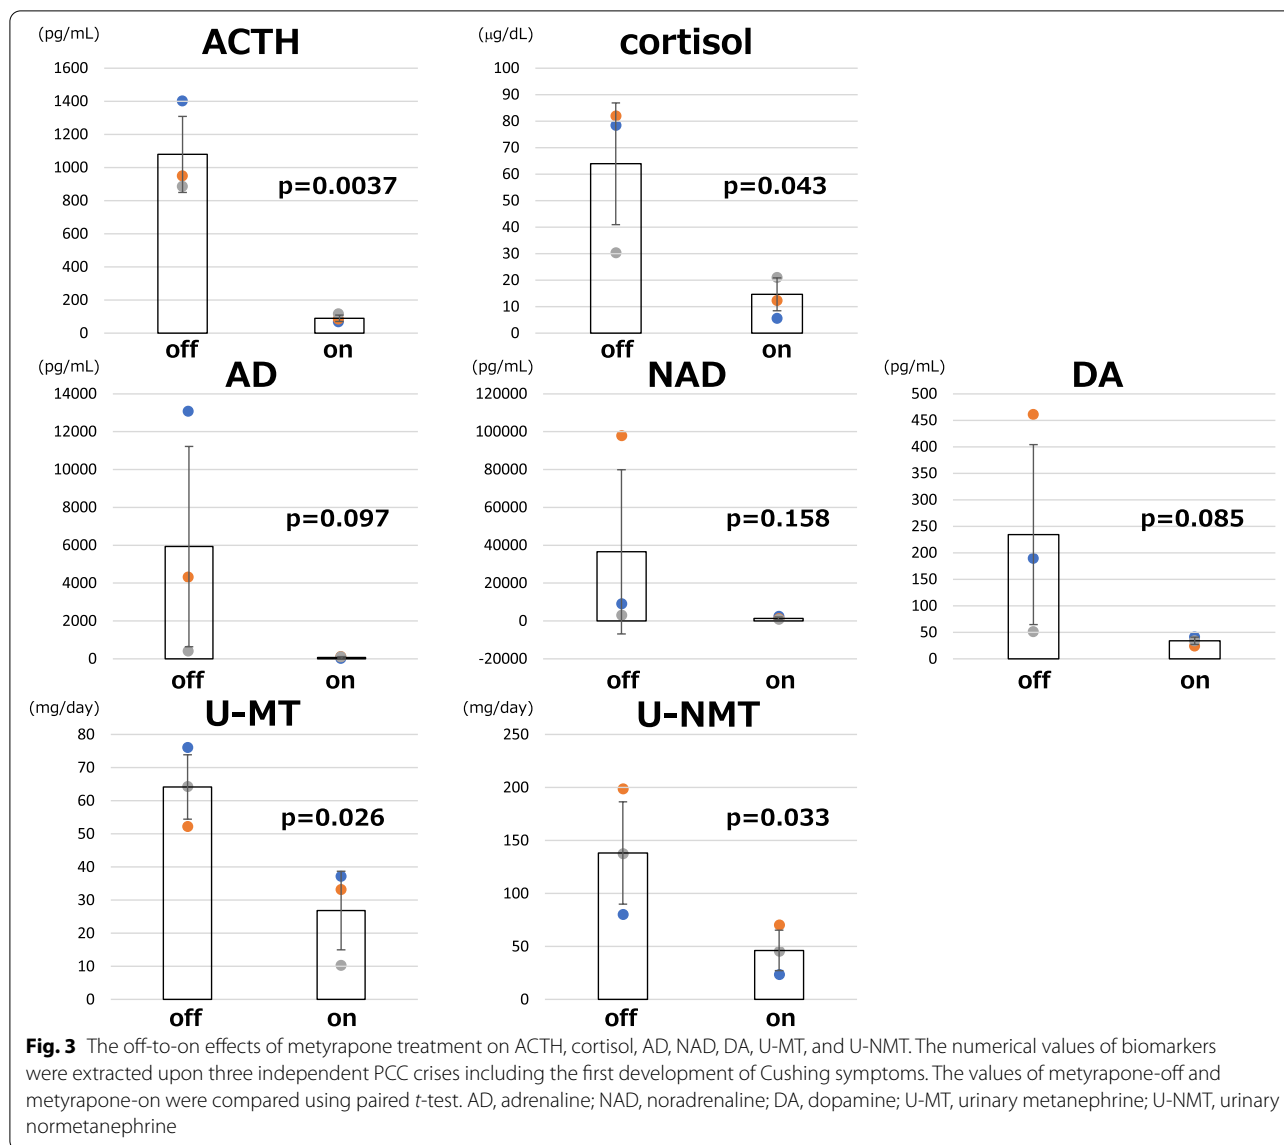 (pg/mL) ACTH
1600
1400
1200
1000
800
600
400
200
0
p=0.0037
off on
(μg/dL) cortisol
100
90
80
70
60
50
40
30
20
10
0
p=0.043
off on
(pg/mL) AD
14000
12000
10000
8000
6000
4000
2000
0
p=0.097
off on
(pg/mL) NAD
120000
100000
80000
60000
40000
20000
0
-20000
p=0.158
off on
(pg/mL) DA
500
450
400
350
300
250
200
150
100
50
0
p=0.085
off on
(mg/day) U-MT
80
70
60
50
40
30
20
10
0
p=0.026
off on
(mg/day) U-NMT
250
200
150
100
50
0
p=0.033
off on
Fig. 3 The off-to-on effects of metyrapone treatment on ACTH, cortisol, AD, NAD, DA, U-MT, and U-NMT. The numerical values of biomarkers
were extracted upon three independent PCC crises including the first development of Cushing symptoms. The values of metyrapone-off and
metyrapone-on were compared using paired t-test. AD, adrenaline; NAD, noradrenaline; DA, dopamine; U-MT, urinary metanephrine; U-NMT, urinary
normetanephrine